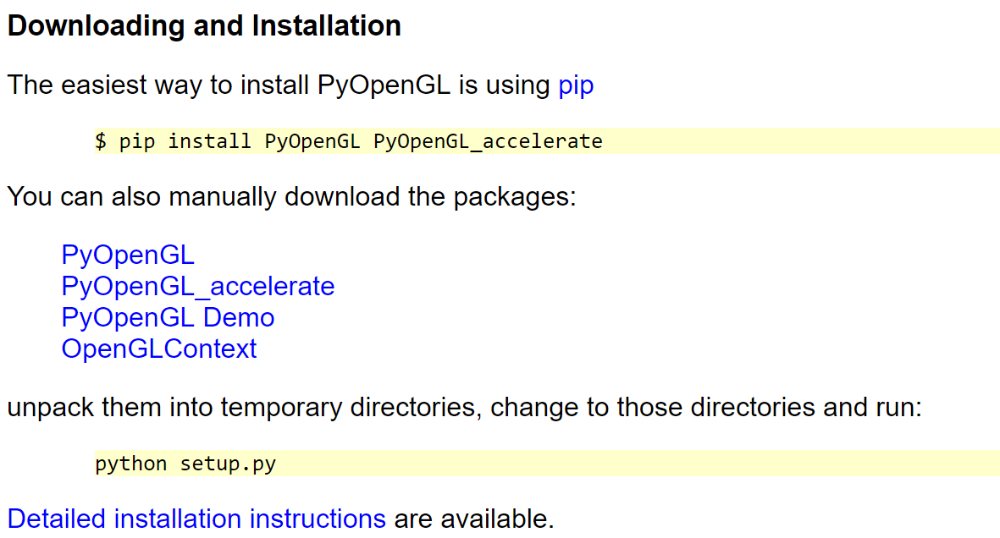 Downloading and Installation
The easiest way to install PyOpenGL is using pip
$ pip install PyOpenGL PyOpenGL_accelerate
You can also manually download the packages:
PyOpenGL
PyOpenGL_accelerate
PyOpenGL Demo
OpenGLContext
unpack them into temporary directories, change to those directories and run:
python setup.py
Detailed installation instructions are available.